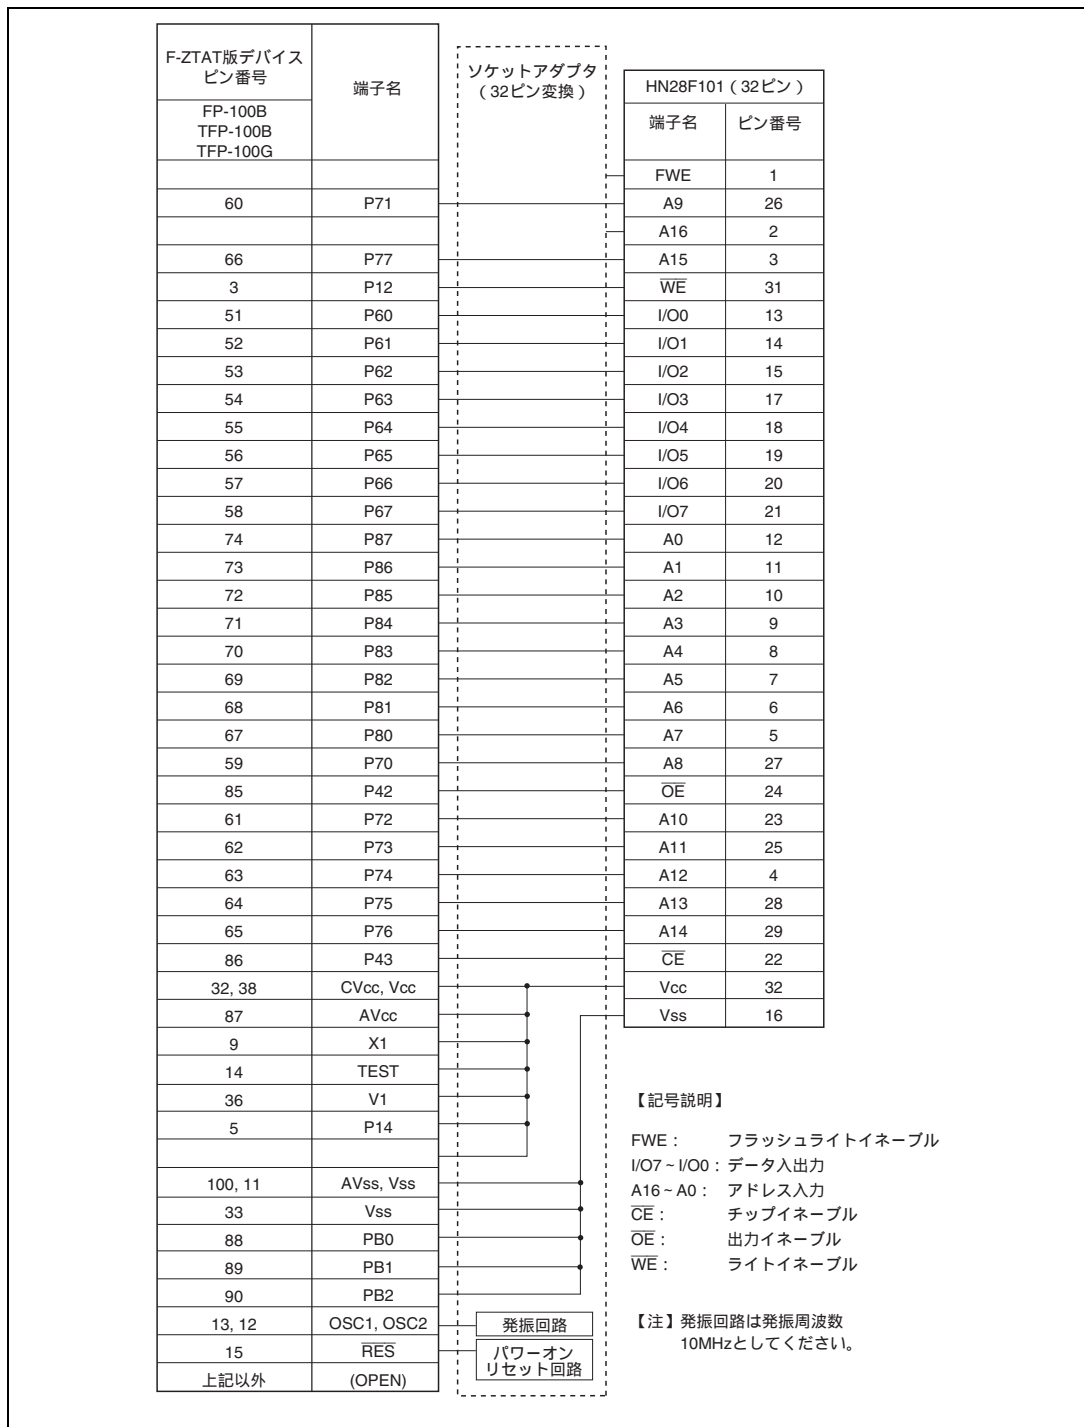 F-ZTAT版デバイス
ピン番号
端子名
FP-100B
TFP-100B
TFP-100G
ソケットアダプタ
（32ピン変換）
HN28F101（32ピン）
端子名 ピン番号
FWE 1
60 P71 A9 26
A16 2
66 P77 A15 3
3 P12 W̅E̅ 31
51 P60 I/O0 13
52 P61 I/O1 14
53 P62 I/O2 15
54 P63 I/O3 17
55 P64 I/O4 18
56 P65 I/O5 19
57 P66 I/O6 20
58 P67 I/O7 21
74 P87 A0 12
73 P86 A1 11
72 P85 A2 10
71 P84 A3 9
70 P83 A4 8
69 P82 A5 7
68 P81 A6 6
67 P80 A7 5
59 P70 A8 27
85 P42 O̅E̅ 24
61 P72 A10 23
62 P73 A11 25
63 P74 A12 4
64 P75 A13 28
65 P76 A14 29
86 P43 C̅E̅ 22
32, 38 CVcc, Vcc Vcc 32
87 AVcc Vss 16
9 X1
14 TEST
36 V1
5 P14
100, 11 AVss, Vss
33 Vss
88 PB0
89 PB1
90 PB2
13, 12 OSC1, OSC2 発振回路
15 R̅E̅S̅ パワーオン
リセット回路
上記以外 (OPEN)
【記号説明】
FWE： フラッシュライトイネーブル
I/O7～I/O0：データ入出力
A16～A0： アドレス入力
C̅E̅： チップイネーブル
O̅E̅： 出力イネーブル
W̅E̅： ライトイネーブル
【注】発振回路は発振周波数
10MHzとしてください。